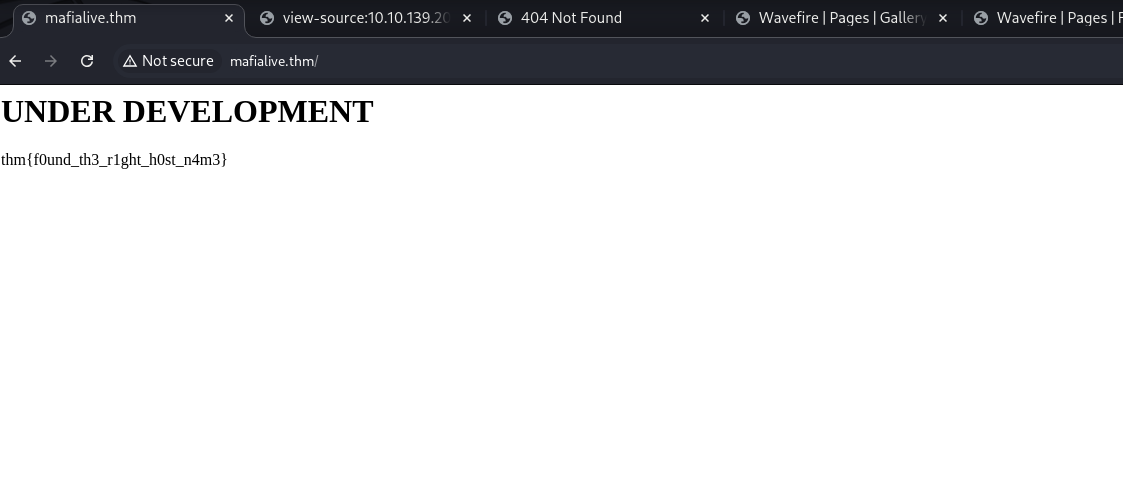 mafialive.thm
view-source:10.10.139.20
404 Not Found
Wavefire | Pages | Gallery
Wavefire | Pages |
Not secure
mafialive.thm/
UNDER DEVELOPMENT
thm{f0und_th3_r1ght_h0st_n4m3}